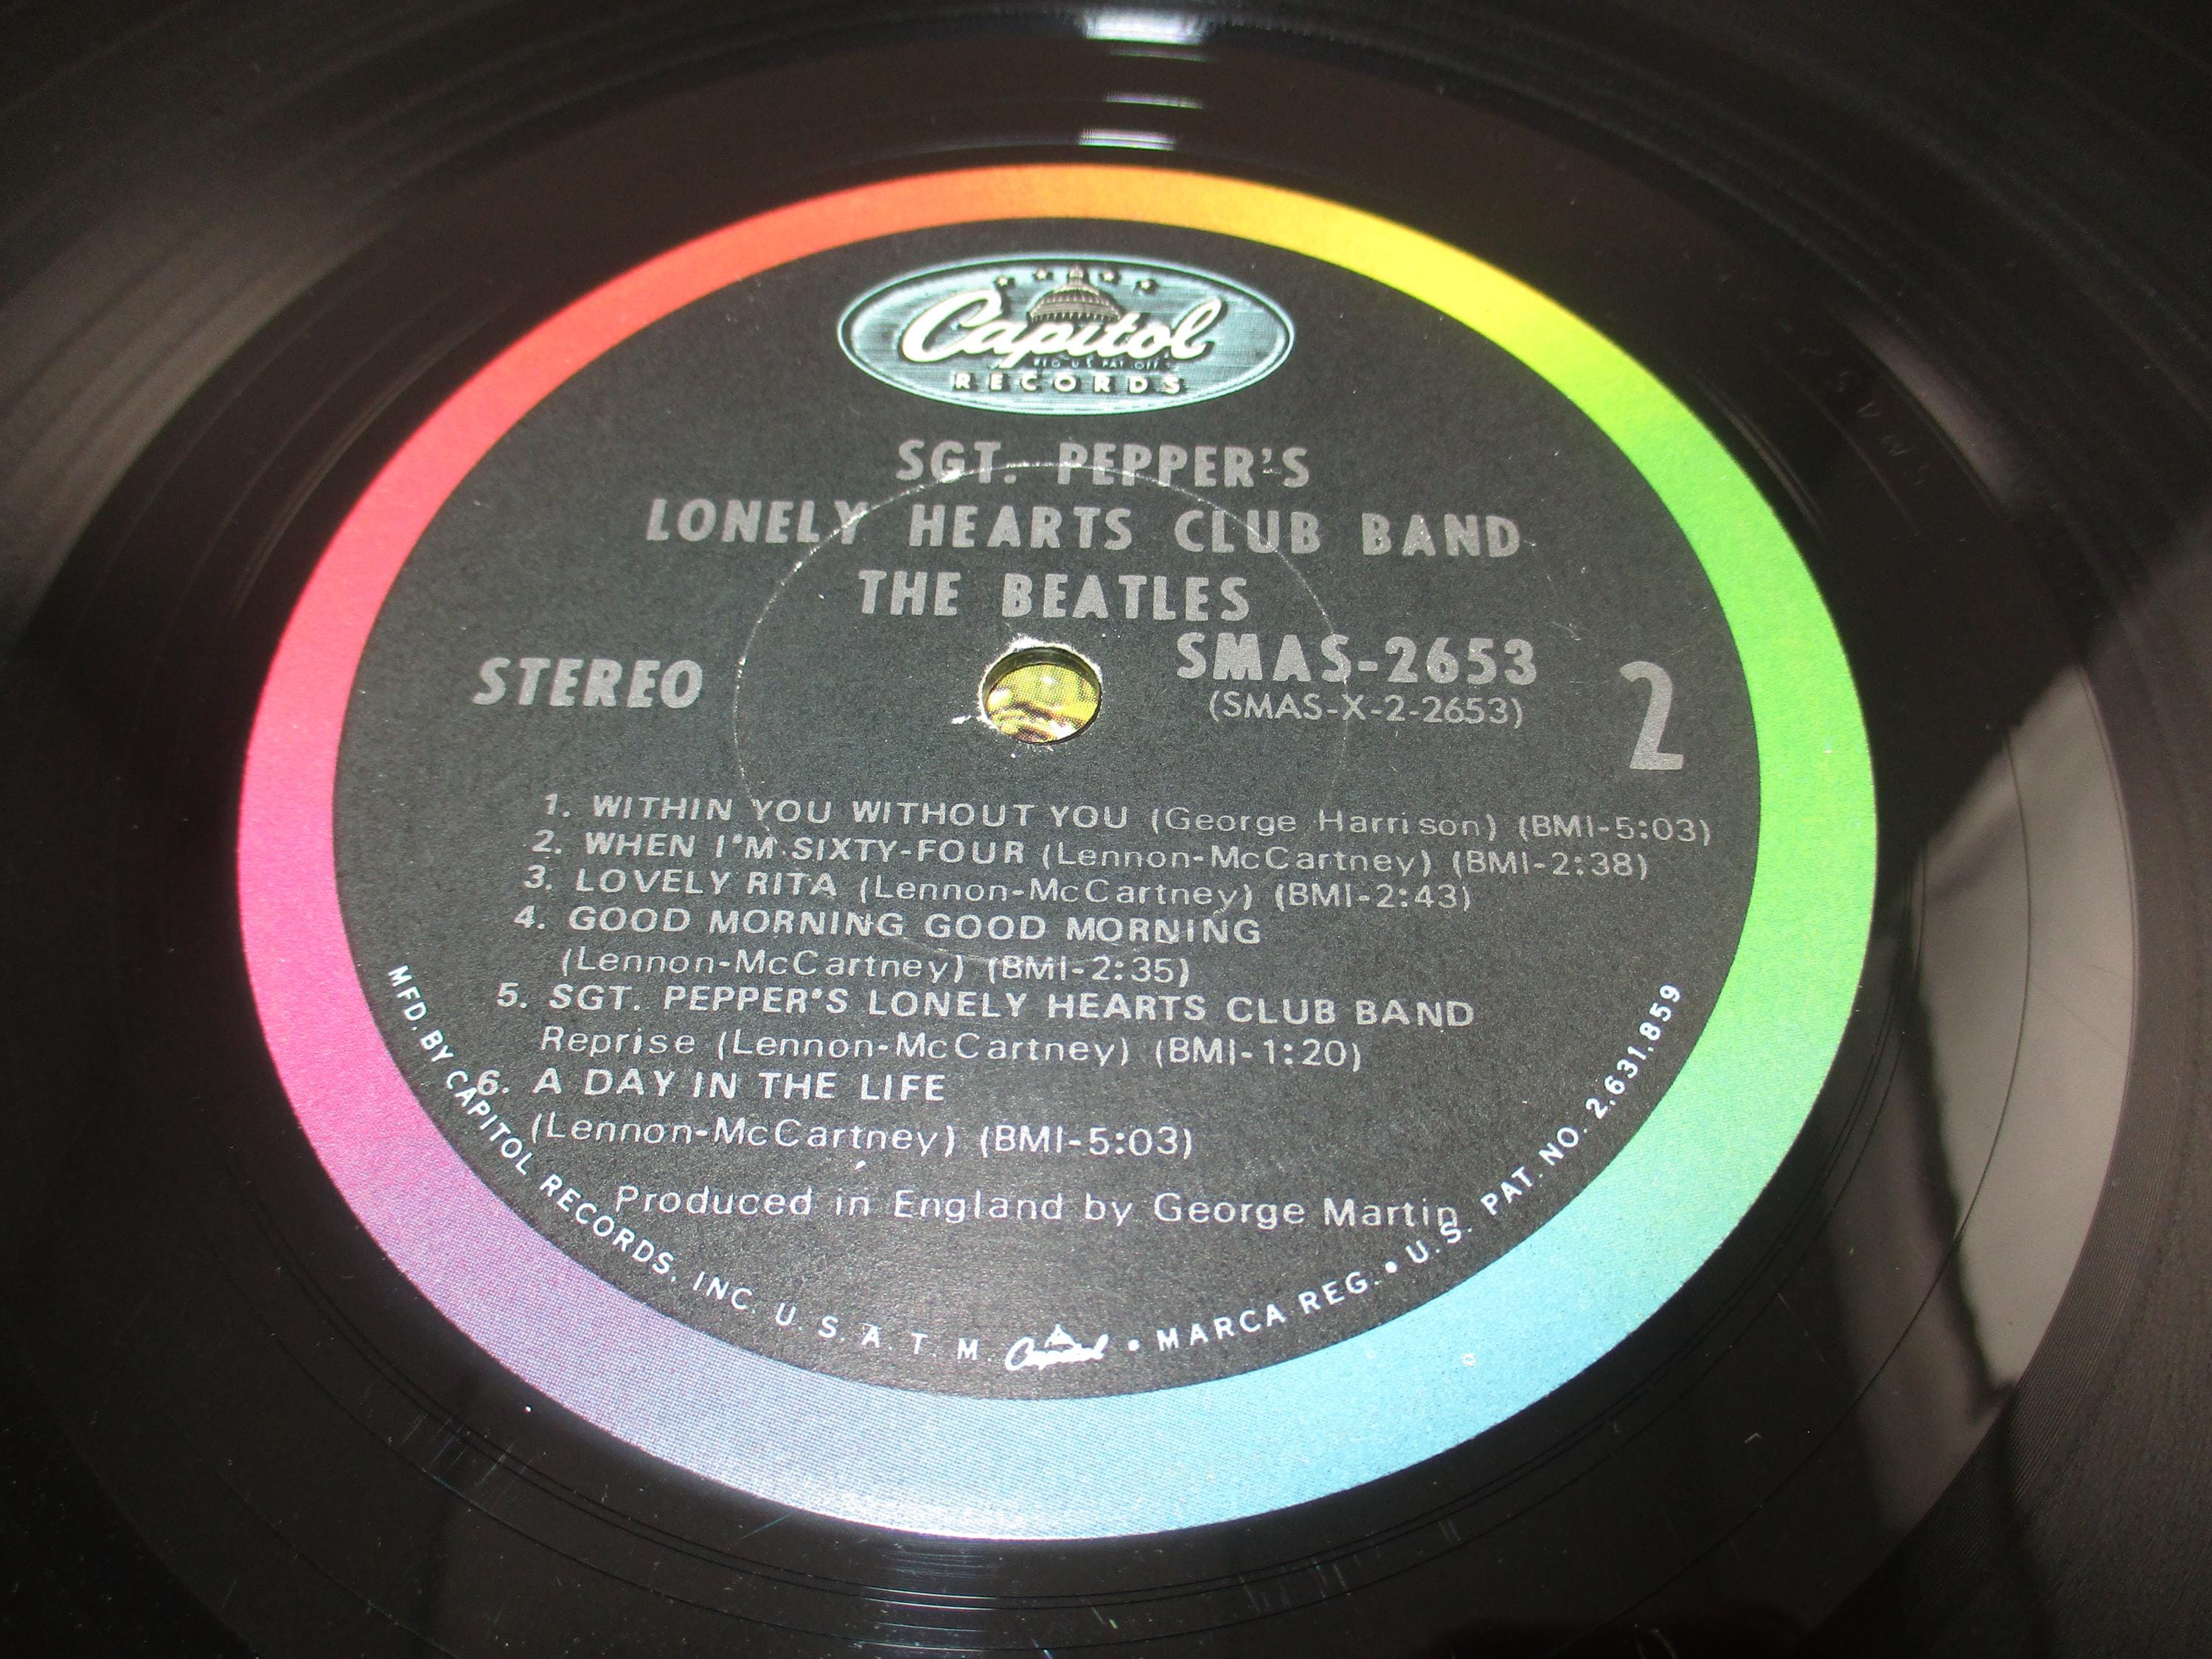 Capitol
REG. U.S. PAT. OFF.
RECORDS
SGT. PEPPER'S
LONELY HEARTS CLUB BAND
THE BEATLES
STEREO
SMAS-2653
(SMAS-X-2-2653)
2
1. WITHIN YOU WITHOUT YOU (George Harrison) (BMI-5:03)
2. WHEN I'M SIXTY-FOUR (Lennon-McCartney) (BMI-2:38)
3. LOVELY RITA (Lennon-McCartney) (BMI-2:43)
4. GOOD MORNING GOOD MORNING
(Lennon-McCartney) (BMI-2:35)
5. SGT. PEPPER'S LONELY HEARTS CLUB BAND
Reprise (Lennon-McCartney) (BMI-1:20)
6. A DAY IN THE LIFE
(Lennon-McCartney) (BMI-5:03)
Produced in England by George Martin
MFD. BY CAPITOL RECORDS, INC. U. S. A. T. M. Capitol • MARCA REG. • U.S. PAT. NO. 2,631,859